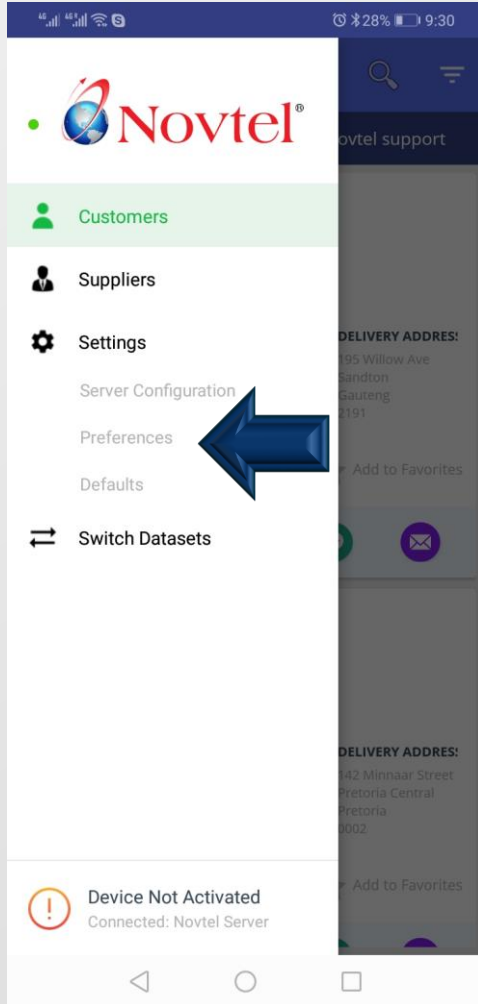 28% 9:30
Novtel®
ovtel support
Customers
Suppliers
Settings
Server Configuration
Preferences
Defaults
Switch Datasets
DELIVERY ADDRES
195 Willow Ave
Sandton
Gauteng
2191
Add to Favorites
DELIVERY ADDRES
142 Minnaar Street
Pretoria Central
Pretoria
0002
Add to Favorites
Device Not Activated
Connected: Novtel Server